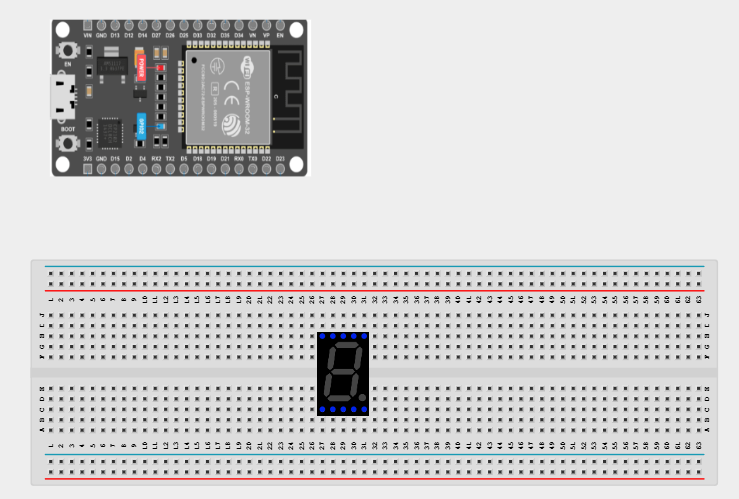 VIN GND D13 D12 D14 D27 D26 D25 D33 D32 D35 D34 VN VP EN
EN
POWER
ESP-WROOM-32
CE
GPIO2
BOOT
3V3 GND D15 D2 D4 RX2 TX2 D5 D18 D19 D21 RX0 TX0 D22 D23
1 2 3 4 5 6 7 8 9 10 11 12 13 14 15 16 17 18 19 20 21 22 23 24 25 26 27 28 29 30 31 32 33 34 35 36 37 38 39 40 41 42 43 44 45 46 47 48 49 50 51 52 53 54 55 56 57 58 59 60 61 62 63
J J
I I
H H
G G
F F
E E
D D
C C
B B
A A
1 2 3 4 5 6 7 8 9 10 11 12 13 14 15 16 17 18 19 20 21 22 23 24 25 26 27 28 29 30 31 32 33 34 35 36 37 38 39 40 41 42 43 44 45 46 47 48 49 50 51 52 53 54 55 56 57 58 59 60 61 62 63